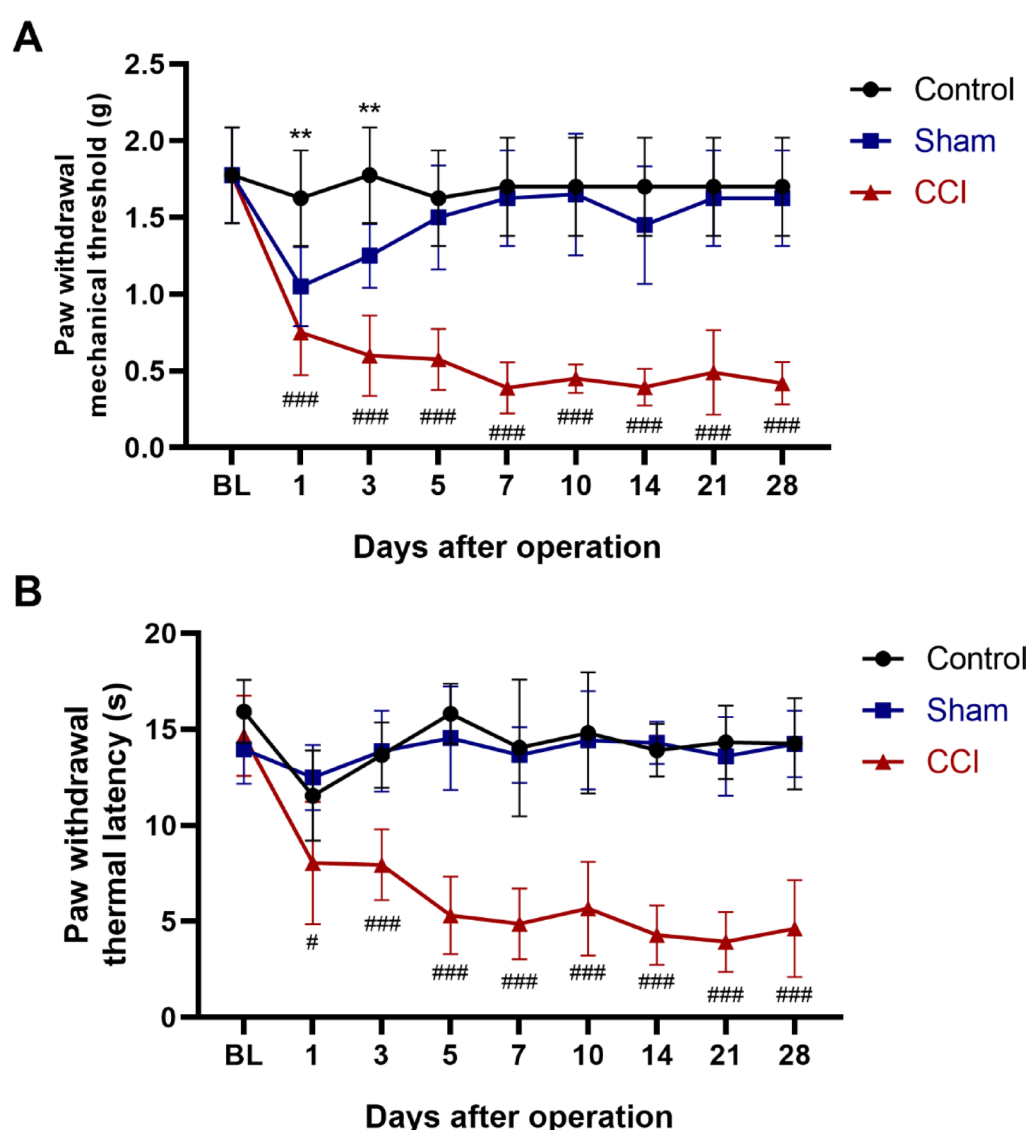 A
Paw withdrawal
mechanical threshold (g)
2.5
2.0
1.5
1.0
0.5
0.0
** **
### ### ### ### ### ### ### ###
BL 1 3 5 7 10 14 21 28
Days after operation
Control
Sham
CCI
B
Paw withdrawal
thermal latency (s)
20
15
10
5
0
# ### ### ### ### ### ### ###
BL 1 3 5 7 10 14 21 28
Days after operation
Control
Sham
CCI